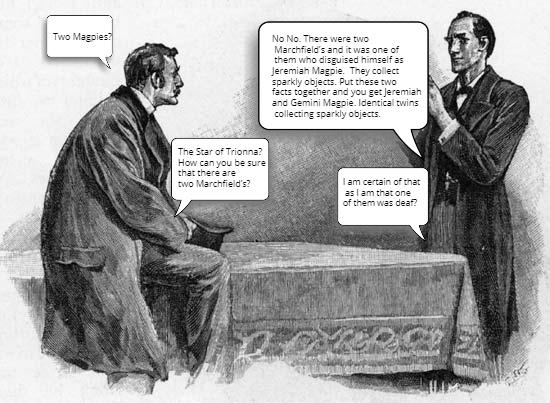 Two Magpies?
No No. There were two
Marchfield's and it was one of
them who disguised himself as
Jeremiah Magpie. They collect
sparkly objects. Put these two
facts together and you get Jeremiah
and Gemini Magpie. Identical twins
collecting sparkly objects.
The Star of Trionna?
How can you be sure
that there are
two Marchfield's?
I am certain of that
as I am that one
of them was deaf?